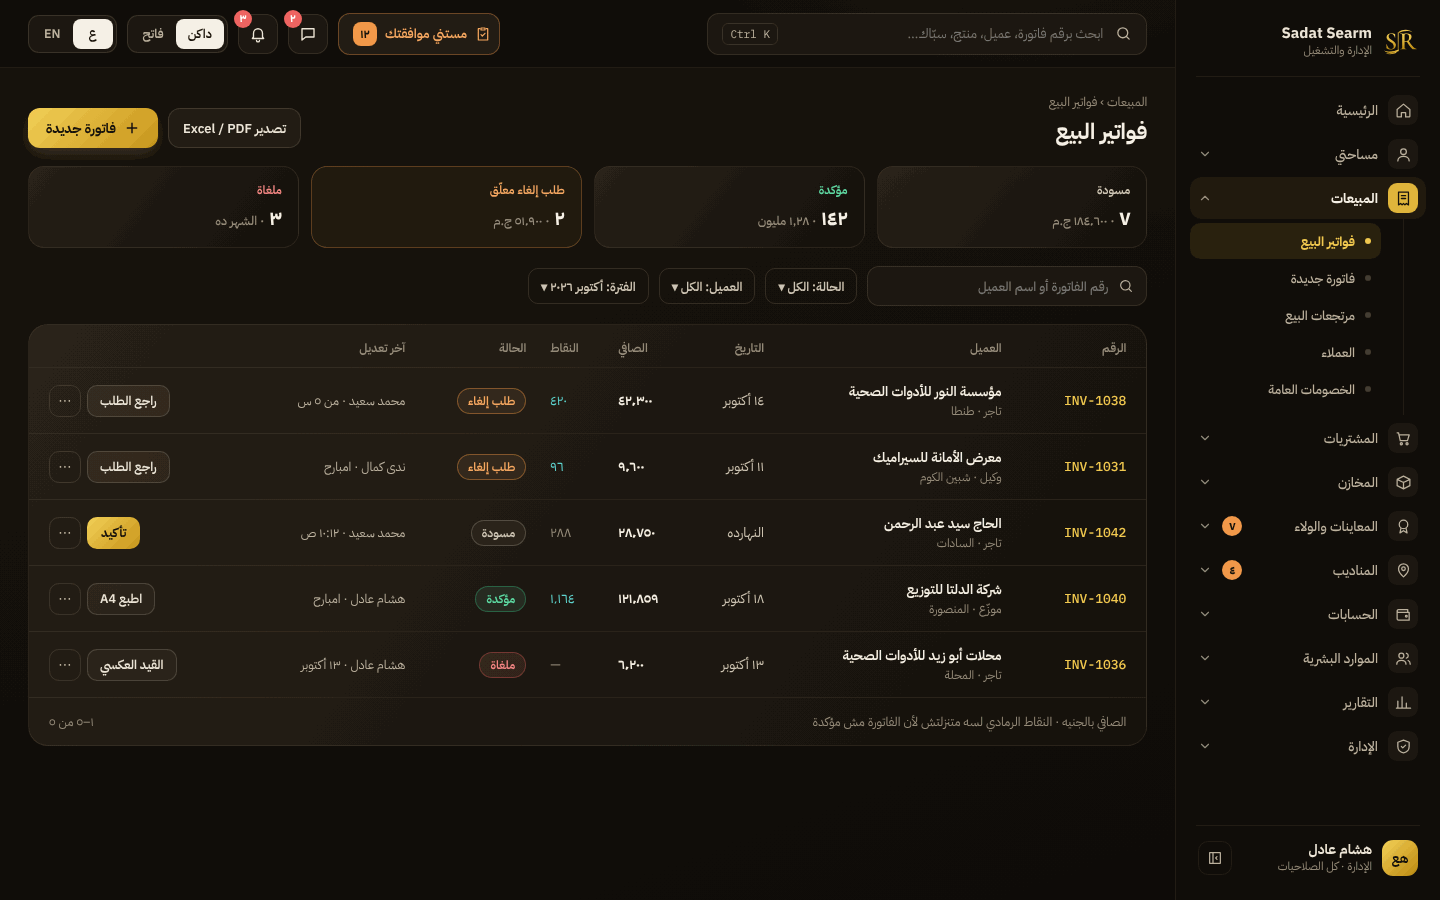 Sadat Searm
الإدارة والتشغيل
SR
ابحث برقم فاتورة، عميل، منتج، سبّاك...
Ctrl K
مستني موافقتك
١٢
٢
٣
داكن
فاتح
ع
EN
الرئيسية
مساحتي
المبيعات
فواتير البيع
فاتورة جديدة
مرتجعات البيع
العملاء
الخصومات العامة
المشتريات
المخازن
المعاينات والولاء
٧
المناديب
٤
الحسابات
الموارد البشرية
التقارير
الإدارة
هع
هشام عادل
الإدارة · كل الصلاحيات
المبيعات › فواتير البيع
فواتير البيع
تصدير Excel / PDF
+ فاتورة جديدة
مسودة
٧ · ١٨٤,٦٠٠ ج.م
مؤكدة
١٤٢ · ١,٢٨ مليون
طلب إلغاء معلّق
٢ · ٥١,٩٠٠ ج.م
ملغاة
٣ · الشهر ده
رقم الفاتورة أو اسم العميل
الحالة: الكل ▾
العميل: الكل ▾
الفترة: أكتوبر ٢٠٢٦ ▾
الرقم العميل التاريخ الصافي النقاط الحالة آخر تعديل
INV-1038 مؤسسة النور للأدوات الصحية ١٤ أكتوبر ٤٢,٣٠٠ ٤٢٠ طلب إلغاء محمد سعيد · من ٥ س راجع الطلب ⋯
تاجر · طنطا
INV-1031 معرض الأمانة للسيراميك ١١ أكتوبر ٩,٦٠٠ ٩٦ طلب إلغاء ندى كمال · امبارح راجع الطلب ⋯
وكيل · شبين الكوم
INV-1042 الحاج سيد عبد الرحمن النهارده ٢٨,٧٥٠ ٢٨٨ مسودة محمد سعيد · ١٠:١٢ ص تأكيد ⋯
تاجر · السادات
INV-1040 شركة الدلتا للتوزيع ١٨ أكتوبر ١٢١,٨٥٩ ١,١٦٤ مؤكدة هشام عادل · امبارح اطبع A4 ⋯
موزّع · المنصورة
INV-1036 محلات أبو زيد للأدوات الصحية ١٣ أكتوبر ٦,٢٠٠ — ملغاة هشام عادل · ١٣ أكتوبر القيد العكسي ⋯
تاجر · المحلة
الصافي بالجنيه · النقاط الرمادي لسه متنزلتش لأن الفاتورة مش مؤكدة
١–٥ من ٥